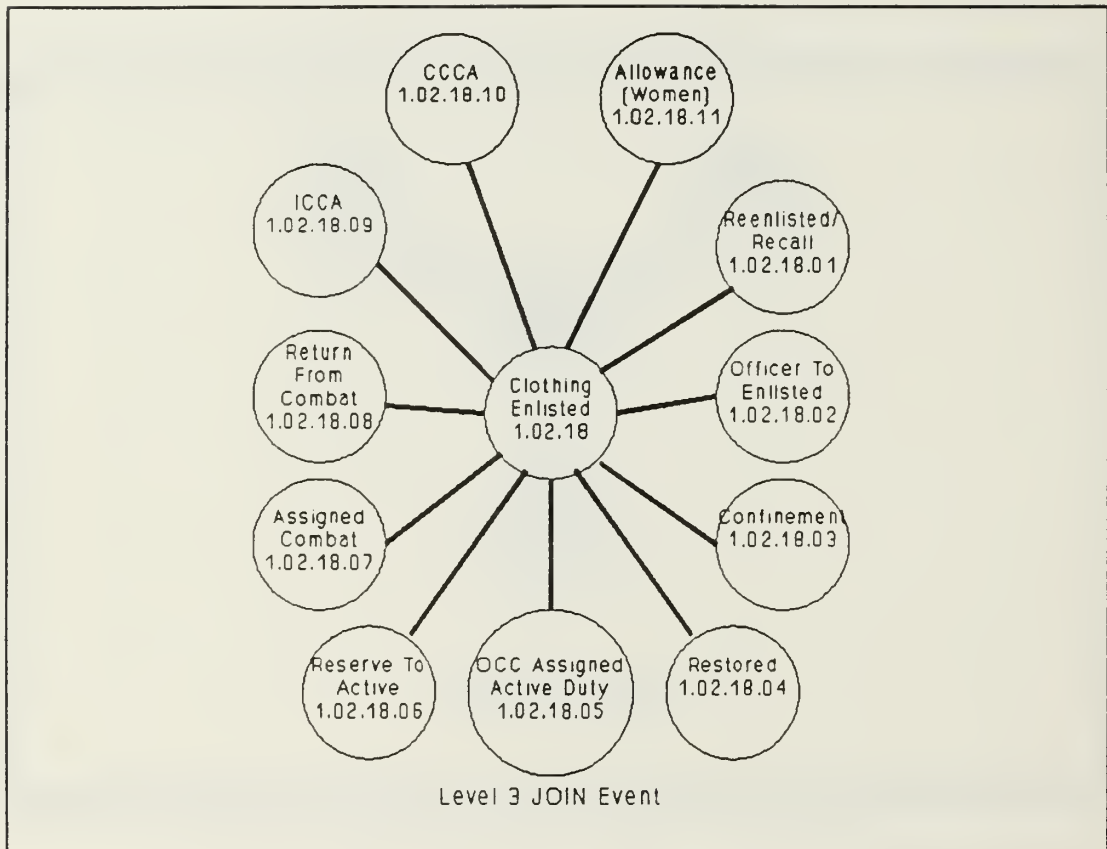 CCCA
1.02.18.10
Allowance
(Women)
1.02.18.11
ICCA
1.02.18.09
Reenlisted/
Recall
1.02.18.01
Return
From
Combat
1.02.18.08
Clothing
Enlisted
1.02.18
Officer To
Enlisted
1.02.18.02
Assigned
Combat
1.02.18.07
Confinement
1.02.18.03
Reserve To
Active
1.02.18.06
OCC Assigned
Active Duty
1.02.18.05
Restored
1.02.18.04
Level 3 JOIN Event